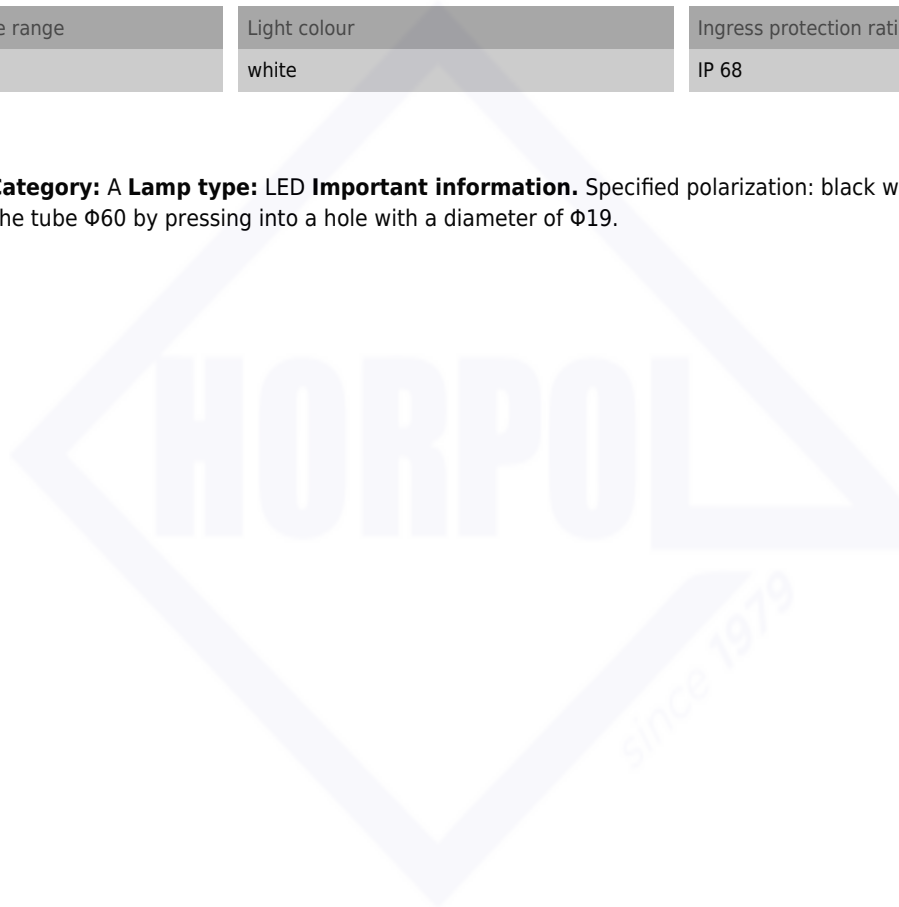 e range Light colour Ingress protection rati
white IP 68
Category: A Lamp type: LED Important information. Specified polarization: black w
he tube Φ60 by pressing into a hole with a diameter of Φ19.
HORPOL
since 1979